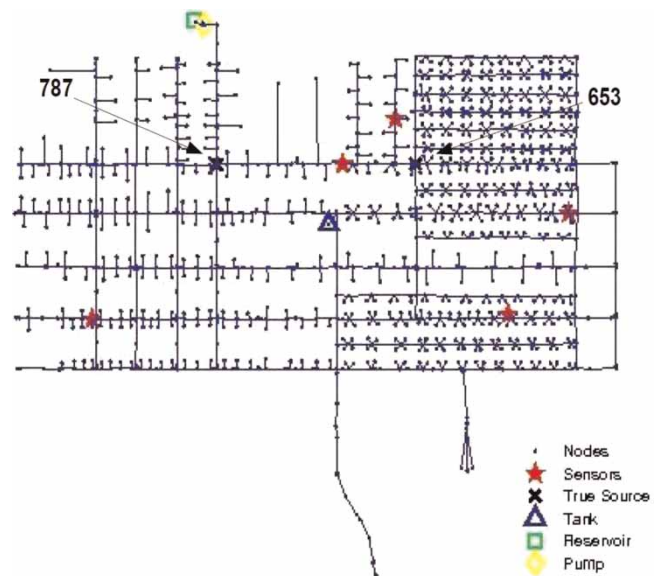 787
653
Nodes
Sensors
True Source
Tank
Reservoir
Pump